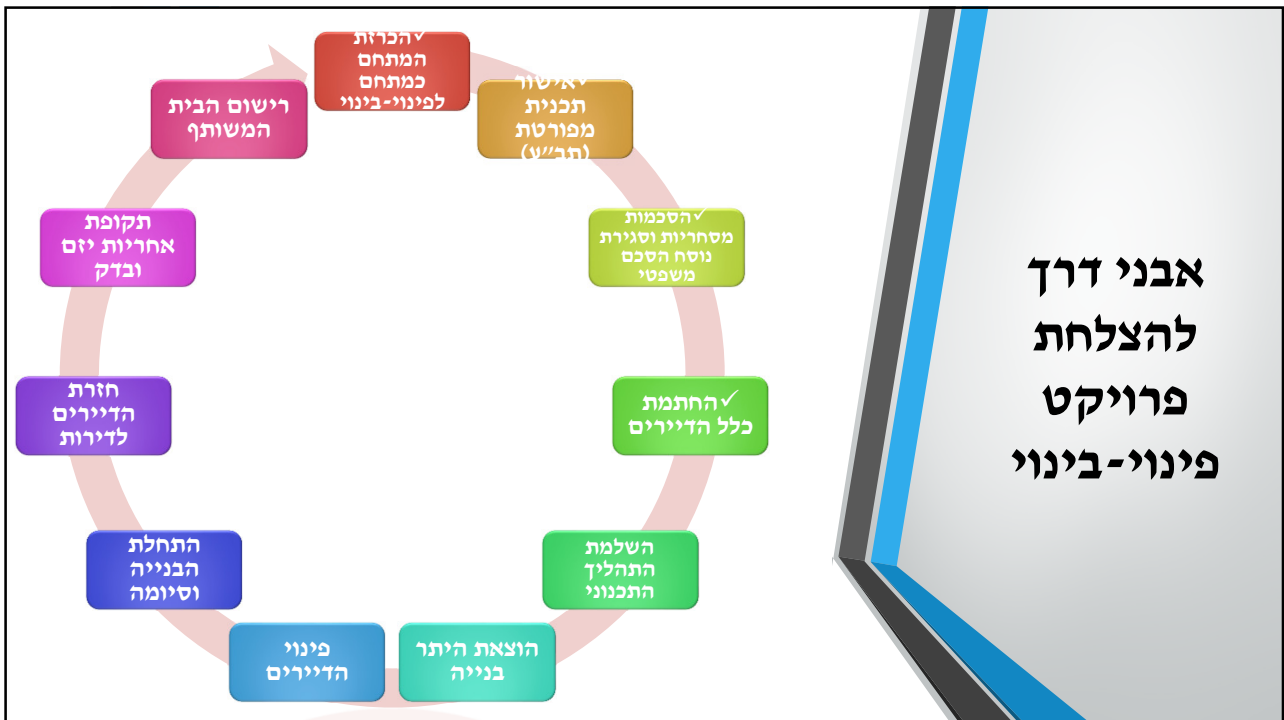 אבני דרך
להצלחת
פרויקט
פינוי-בינוי
✓הכרזת
המתחם
כמתחם
לפינוי-בינוי
✓אישור
תכנית
מפורטת
(תב״ע)
✓הסכמות
מסחריות וסגירת
נוסח הסכם
משפטי
✓החתמת
כלל הדיירים
השלמת
התהליך
התכנוני
הוצאת היתר
בנייה
פינוי
הדיירים
התחלת
הבנייה
וסיומה
חזרת
הדיירים
לדירות
תקופת
אחריות יזם
ובדק
רישום הבית
המשותף